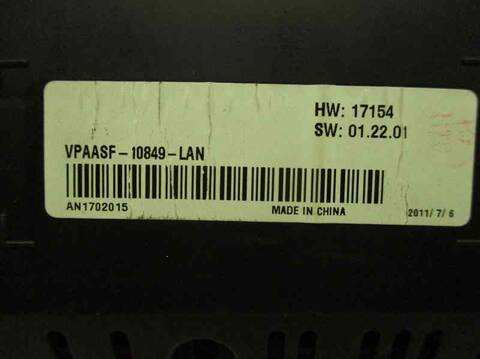 HW: 17154
SW: 01.22.01
VPAASF-10849-LAN
AN1702015
MADE IN CHINA
2011/ 7/ 6